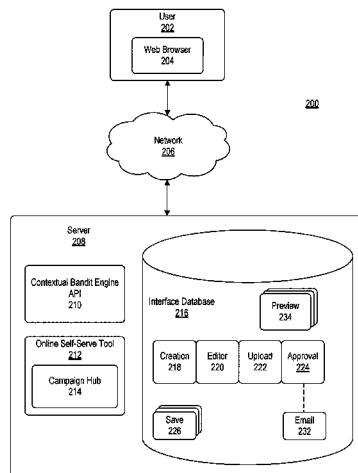 User
202
Web Browser
204
200
Network
206
Server
208
Contextual Bandit Engine
API
210
Online Self-Serve Tool
212
Campaign Hub
214
Interface Database
216
Preview
234
Creation
218
Editor
220
Upload
222
Approval
224
Save
226
Email
232